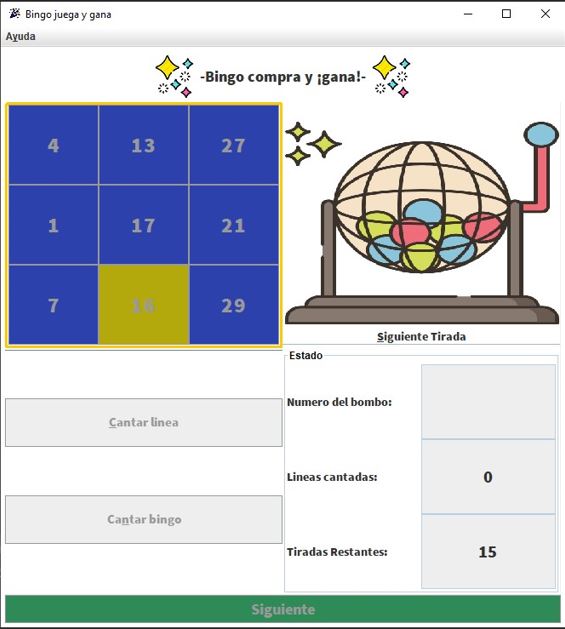 Bingo juega y gana
Ayuda
-Bingo compra y ¡gana!-
4 13 27
1 17 21
7 16 29
Siguiente Tirada
Estado
Numero del bombo:
Cantar linea
Lineas cantadas: 0
Cantar bingo
Tiradas Restantes: 15
Siguiente